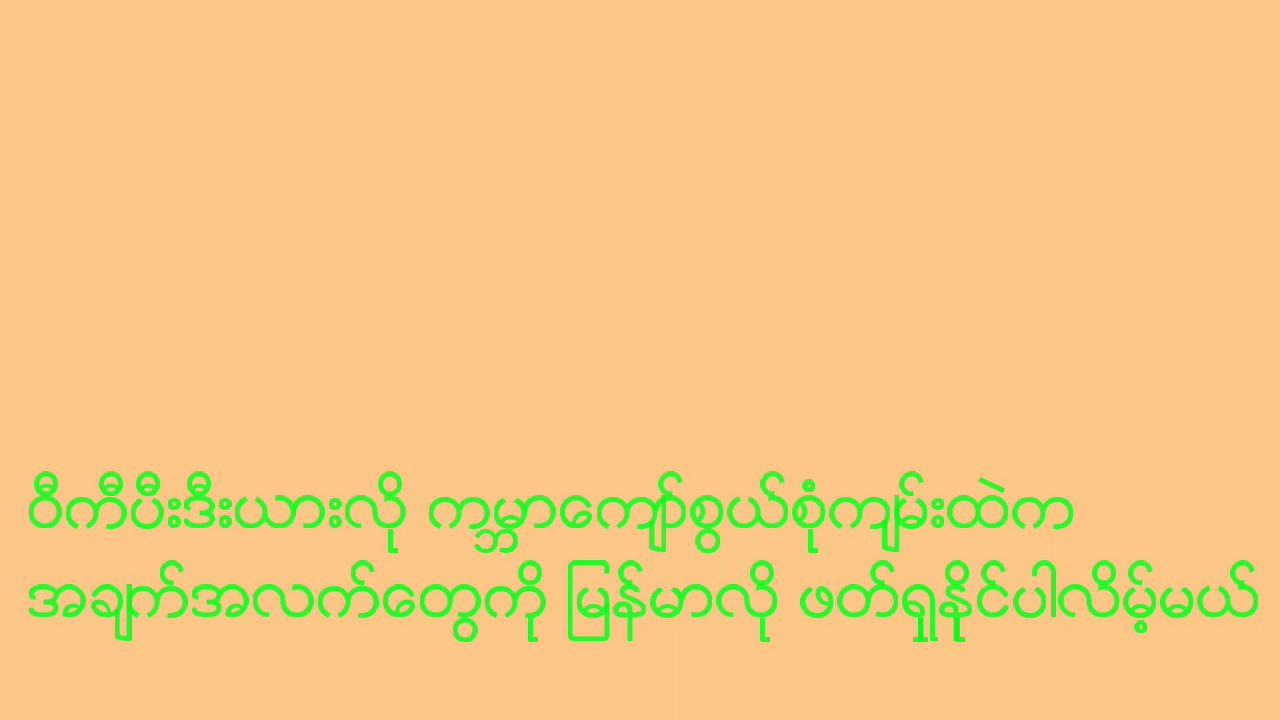 ဝီကီပီးဒီးယားလို ကမ္ဘာကျော်စွယ်စုံကျမ်းထဲက
အချက်အလက်တွေကို မြန်မာလို ဖတ်ရှုနိုင်ပါလိမ့်မယ်